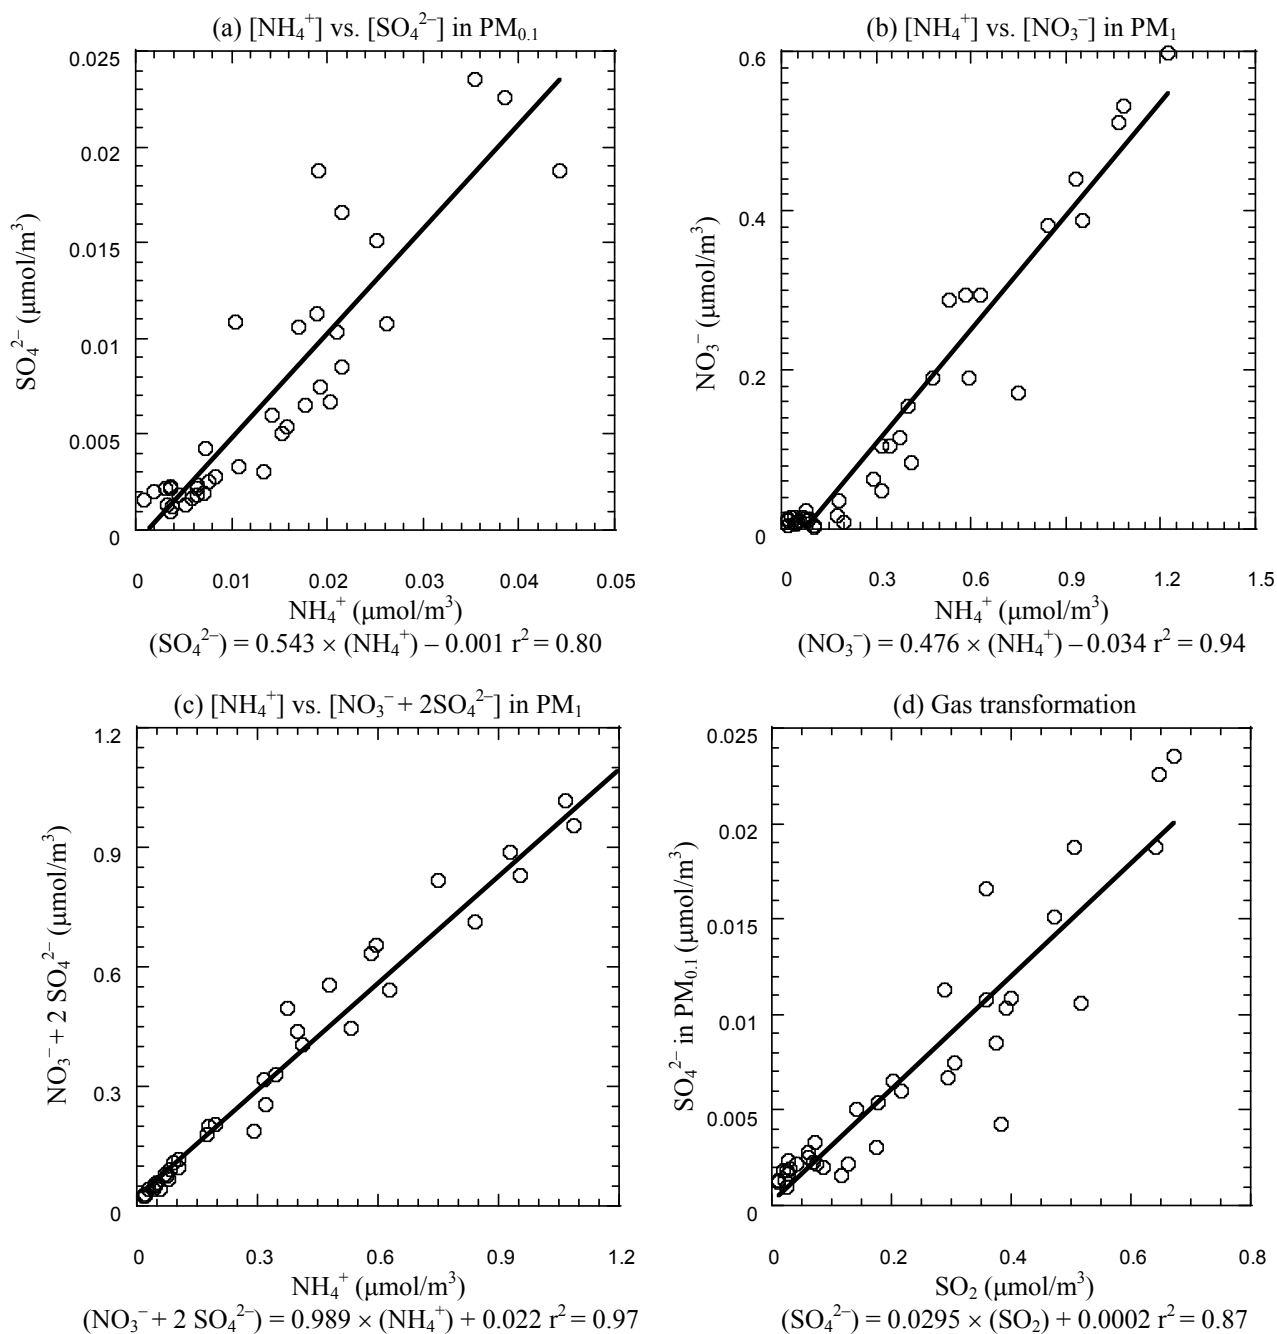 (a) [NH₄⁺] vs. [SO₄²⁻] in PM₀.₁
SO₄²⁻ (μmol/m³)
0.025
0.02
0.015
0.01
0.005
0
0 0.01 0.02 0.03 0.04 0.05
NH₄⁺ (μmol/m³)
(SO₄²⁻) = 0.543 × (NH₄⁺) – 0.001 r² = 0.80
(b) [NH₄⁺] vs. [NO₃⁻] in PM₁
NO₃⁻ (μmol/m³)
0.6
0.4
0.2
0
0 0.3 0.6 0.9 1.2 1.5
NH₄⁺ (μmol/m³)
(NO₃⁻) = 0.476 × (NH₄⁺) – 0.034 r² = 0.94
(c) [NH₄⁺] vs. [NO₃⁻ + 2SO₄²⁻] in PM₁
NO₃⁻ + 2 SO₄²⁻ (μmol/m³)
1.2
0.9
0.6
0.3
0
0 0.3 0.6 0.9 1.2
NH₄⁺ (μmol/m³)
(NO₃⁻ + 2 SO₄²⁻) = 0.989 × (NH₄⁺) + 0.022 r² = 0.97
(d) Gas transformation
SO₄²⁻ in PM₀.₁ (μmol/m³)
0.025
0.02
0.015
0.01
0.005
0
0 0.2 0.4 0.6 0.8
SO₂ (μmol/m³)
(SO₄²⁻) = 0.0295 × (SO₂) + 0.0002 r² = 0.87